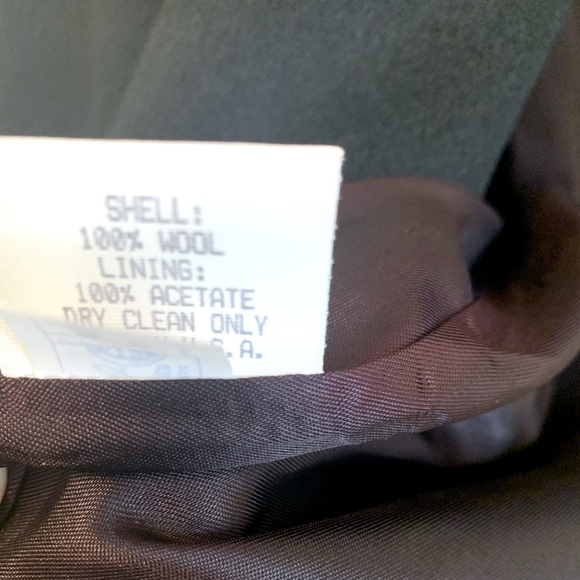 SHELL:
100% WOOL
LINING:
100% ACETATE
DRY CLEAN ONLY
U.S.A.